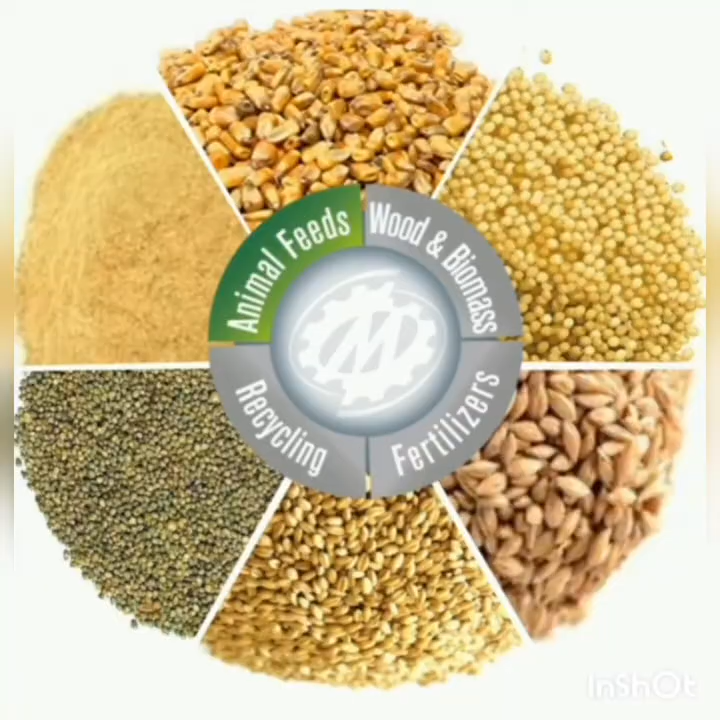 Animal Feeds
Wood & Biomass
Recycling
Fertilizers
InShOt